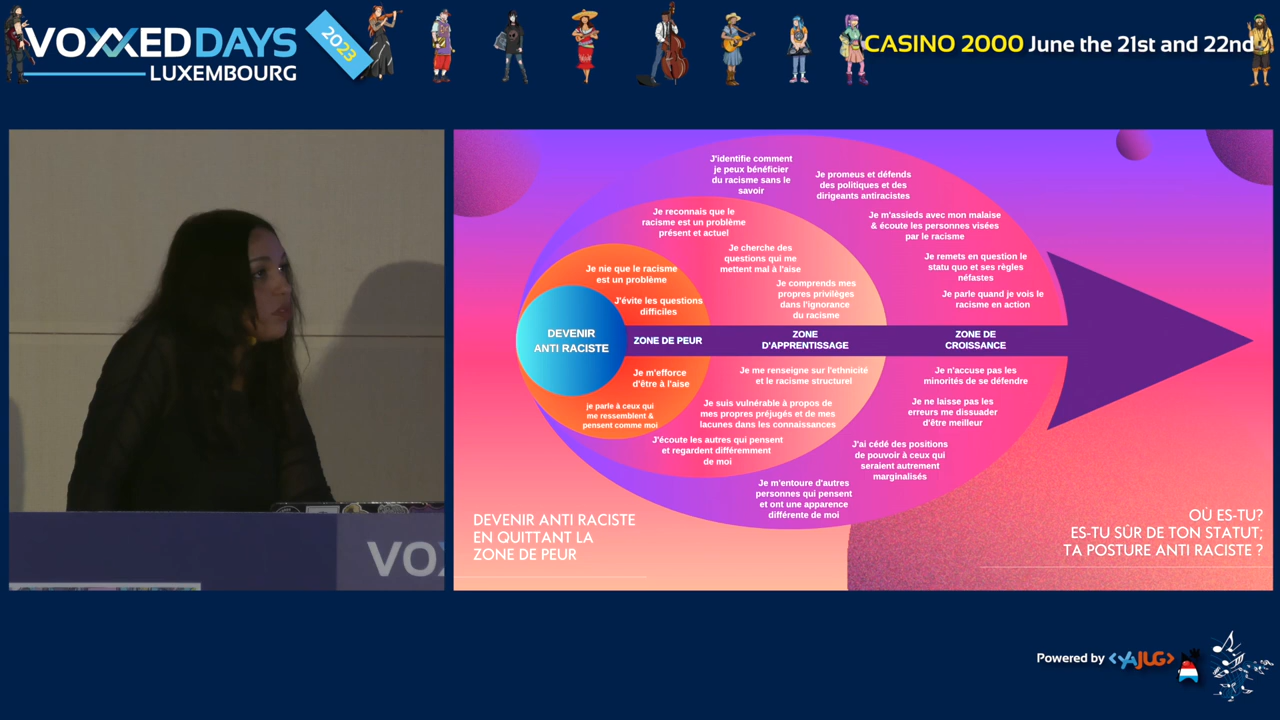 VOXXEDDAYS
LUXEMBOURG
2023
CASINO 2000 June the 21st and 22nd
J'identifie comment
je peux bénéficier
du racisme sans le
savoir
Je promeus et défends
des politiques et des
dirigeants antiracistes
Je reconnais que le
racisme est un problème
présent et actuel
Je m'assieds avec mon malaise
& écoute les personnes visées
par le racisme
Je cherche des
questions qui me
mettent mal à l'aise
Je remets en question le
statu quo et ses règles
néfastes
Je nie que le racisme
est un problème
Je comprends mes
propres privilèges
dans l'ignorance
du racisme
Je parle quand je vois le
racisme en action
J'évite les questions
difficiles
DEVENIR
ANTI RACISTE
ZONE DE PEUR
ZONE
D'APPRENTISSAGE
ZONE DE
CROISSANCE
Je m'efforce
d'être à l'aise
Je me renseigne sur l'ethnicité
et le racisme structurel
Je n'accuse pas les
minorités de se défendre
je parle à ceux qui
me ressemblent &
pensent comme moi
Je suis vulnérable à propos de
mes propres préjugés et de mes
lacunes dans les connaissances
Je ne laisse pas les
erreurs me dissuader
d'être meilleur
J'écoute les autres qui pensent
et regardent différemment
de moi
J'ai cédé des positions
de pouvoir à ceux qui
seraient autrement
marginalisés
Je m'entoure d'autres
personnes qui pensent
et ont une apparence
différente de moi
DEVENIR ANTI RACISTE
EN QUITTANT LA
ZONE DE PEUR
OÙ ES-TU?
ES-TU SÛR DE TON STATUT;
TA POSTURE ANTI RACISTE ?
VOX
Powered by <YAJUG>